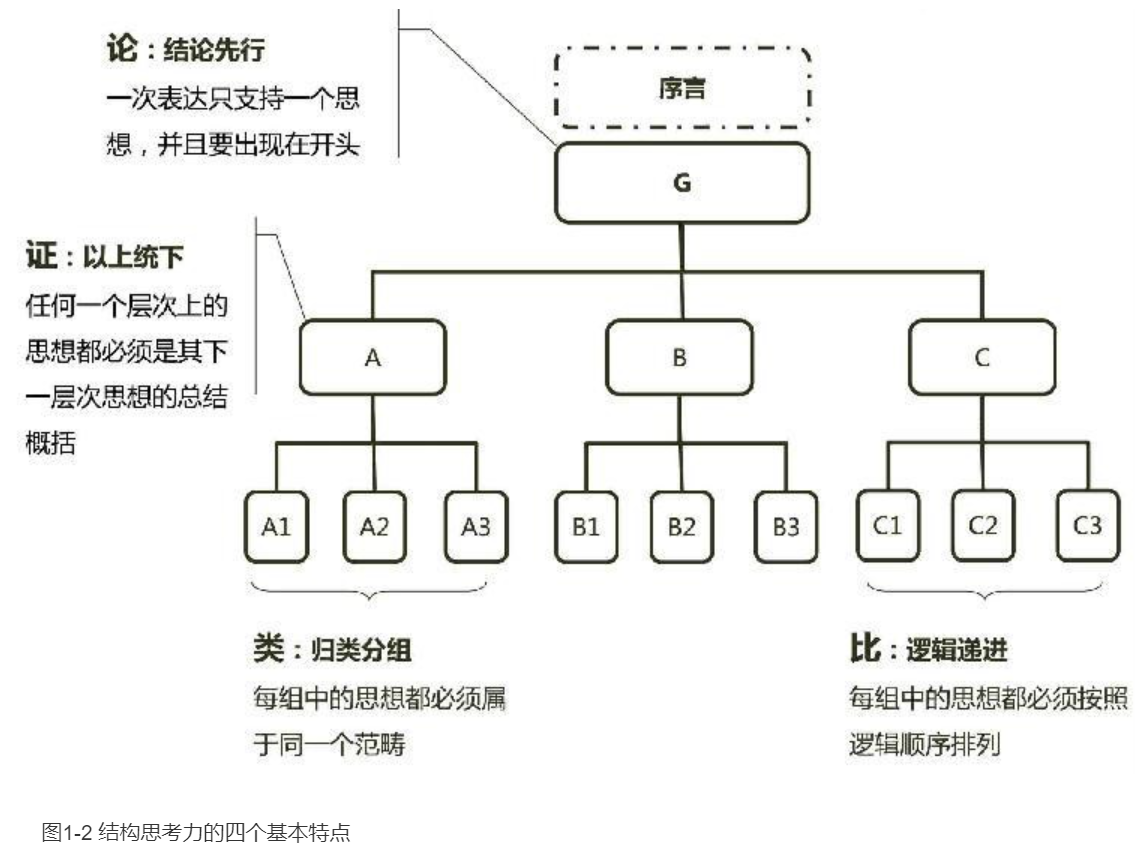 论：结论先行
一次表达只支持一个思
想，并且要出现在开头
序言
G
证：以上统下
任何一个层次上的
思想都必须是其下
一层次思想的总结
概括
A
B
C
A1
A2
A3
B1
B2
B3
C1
C2
C3
类：归类分组
每组中的思想都必须属
于同一个范畴
比：逻辑递进
每组中的思想都必须按照
逻辑顺序排列
图1-2 结构思考力的四个基本特点